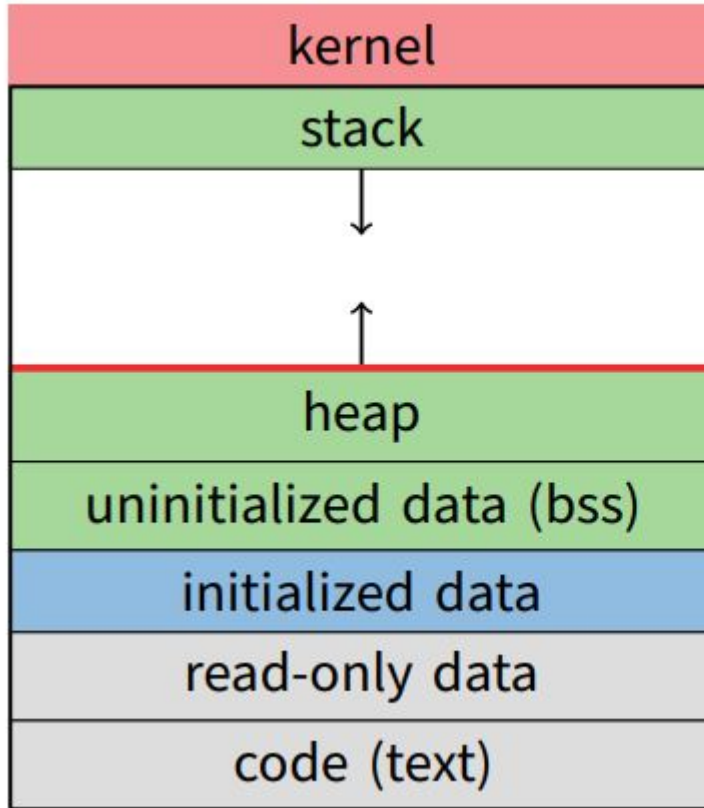 kernel
stack
heap
uninitialized data (bss)
initialized data
read-only data
code (text)